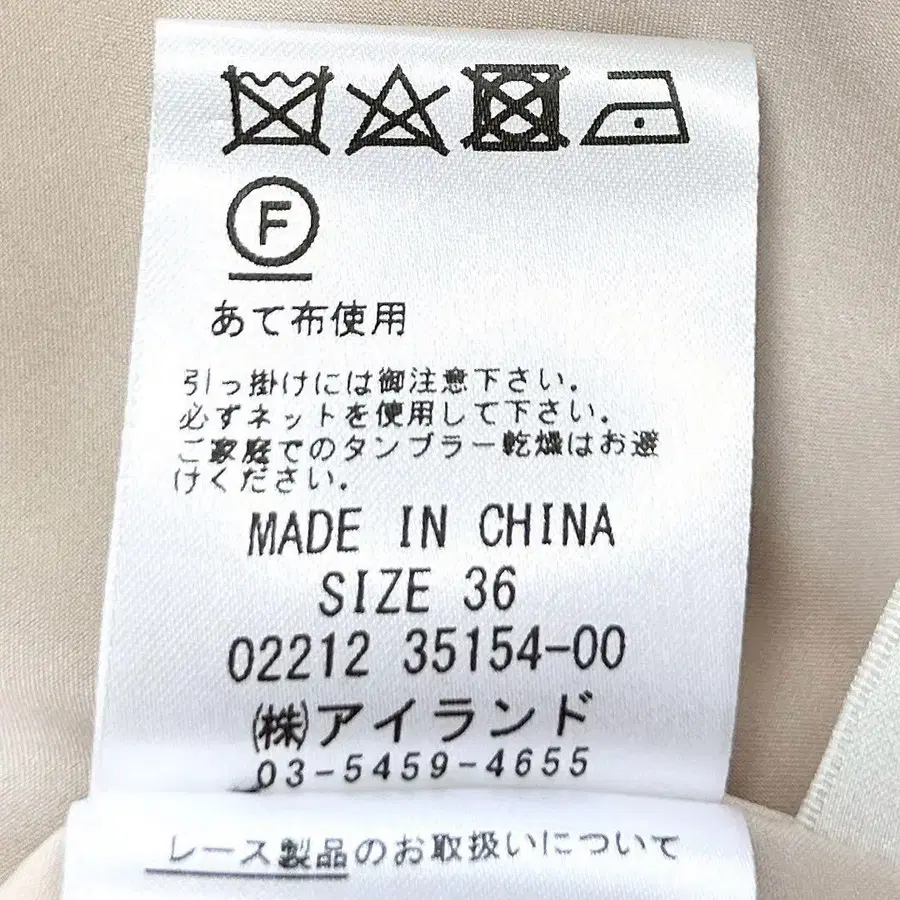 F
あて布使用
引っ掛けには御注意下さい.
必ずネットを使用して下さい.
ご家庭でのタンブラー乾燥はお避
けください.
MADE IN CHINA
SIZE 36
02212 35154-00
㈱アイランド
03-5459-4655
レース製品のお取扱いについて